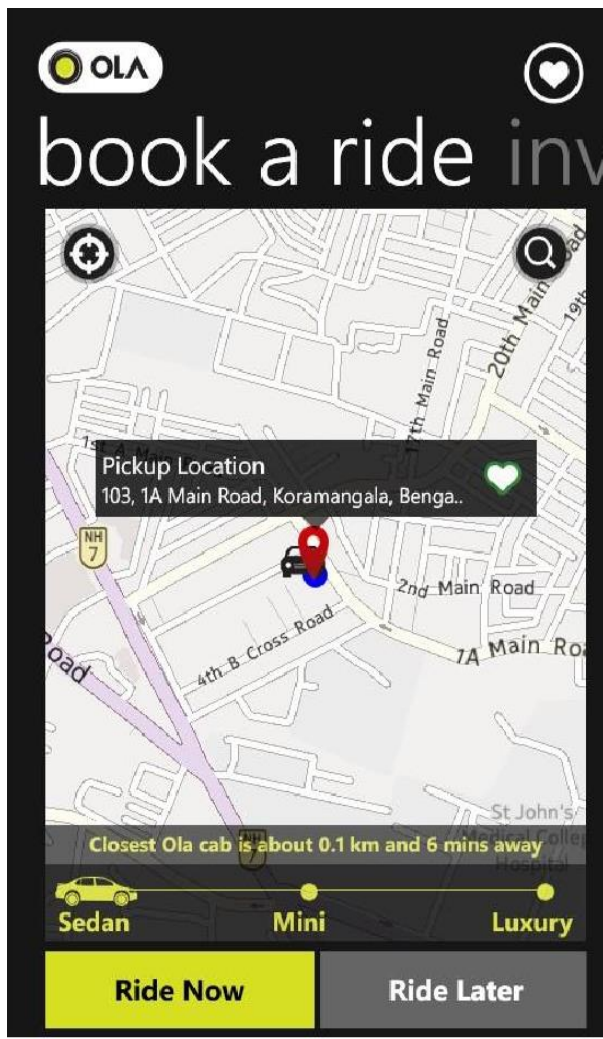 OLA
book a ride inv
20th Main Road
19th
17th Main Road
1st A Main Road
Pickup Location
103, 1A Main Road, Koramangala, Benga..
NH
7
2nd Main Road
4th B Cross Road
1A Main Roa
Road
St John's
Medical College
Hospital
NH
7
Closest Ola cab is about 0.1 km and 6 mins away
Sedan Mini Luxury
Ride Now Ride Later